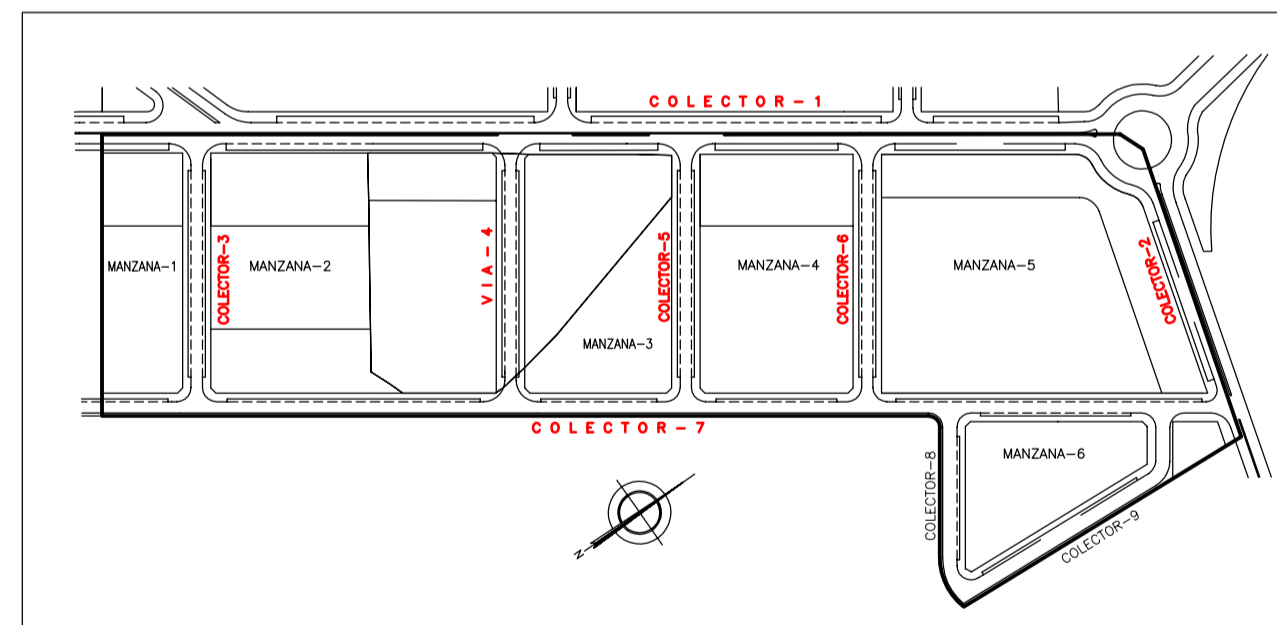 COLECTOR-1
MANZANA-1
COLECTOR-3
MANZANA-2
VIA-4
MANZANA-3
COLECTOR-5
MANZANA-4
COLECTOR-6
MANZANA-5
COLECTOR-2
COLECTOR-7
COLECTOR-8
MANZANA-6
COLECTOR-9
N